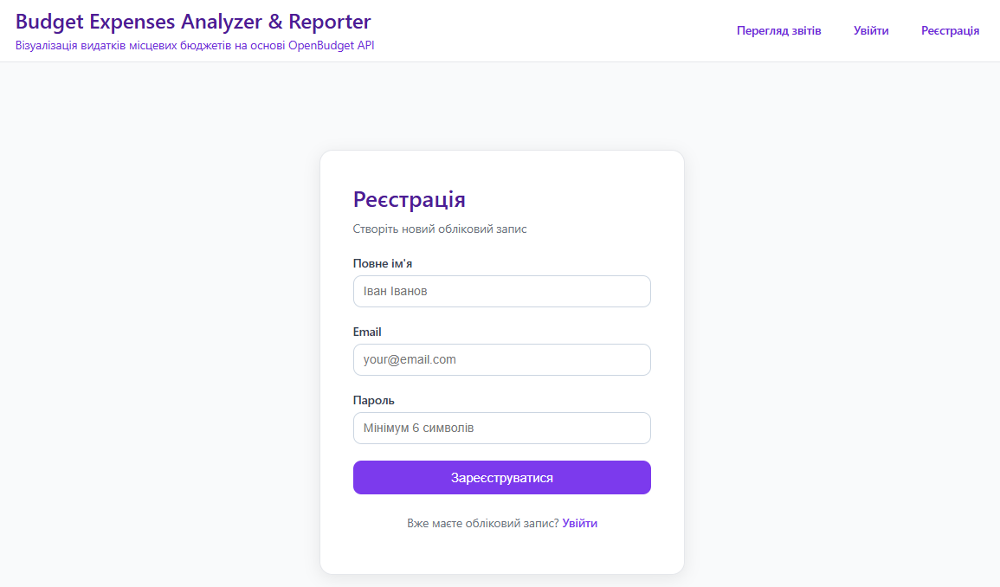 Budget Expenses Analyzer & Reporter
Візуалізація видатків місцевих бюджетів на основі OpenBudget API
Перегляд звітів
Увійти
Реєстрація
Реєстрація
Створіть новий обліковий запис
Повне ім'я
Іван Іванов
Email
your@email.com
Пароль
Мінімум 6 символів
Зареєструватися
Вже маєте обліковий запис? Увійти